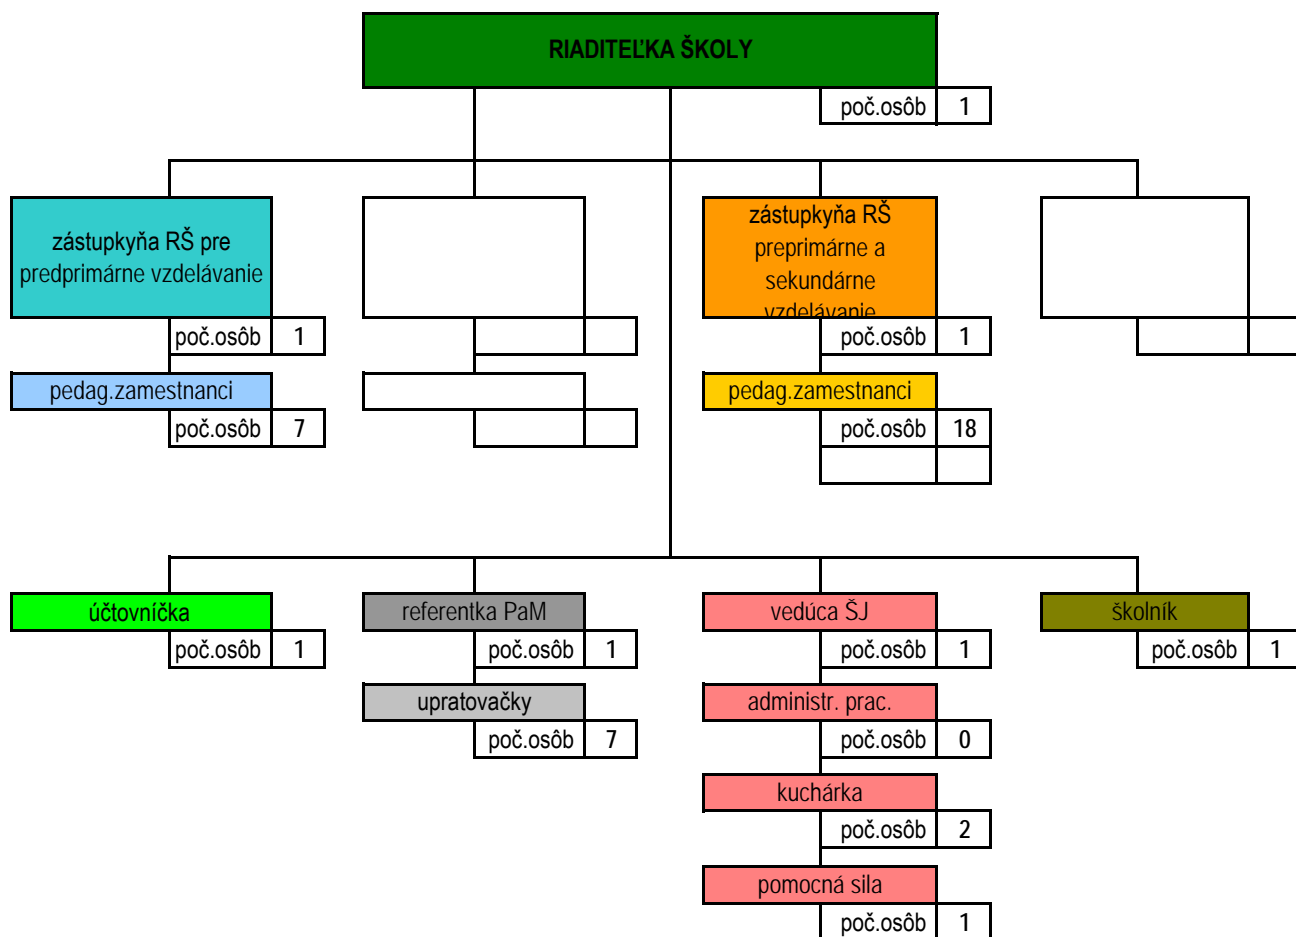 RIADITEĽKA ŠKOLY
poč.osôb 1
zástupkyňa RŠ pre
predprimárne vzdelávanie
poč.osôb 1
pedag.zamestnanci
poč.osôb 7
zástupkyňa RŠ
preprimárne a
sekundárne
vzdelávanie
poč.osôb 1
pedag.zamestnanci
poč.osôb 18
účtovníčka
poč.osôb 1
referentka PaM
poč.osôb 1
upratovačky
poč.osôb 7
vedúca ŠJ
poč.osôb 1
administr. prac.
poč.osôb 0
kuchárka
poč.osôb 2
pomocná sila
poč.osôb 1
školník
poč.osôb 1